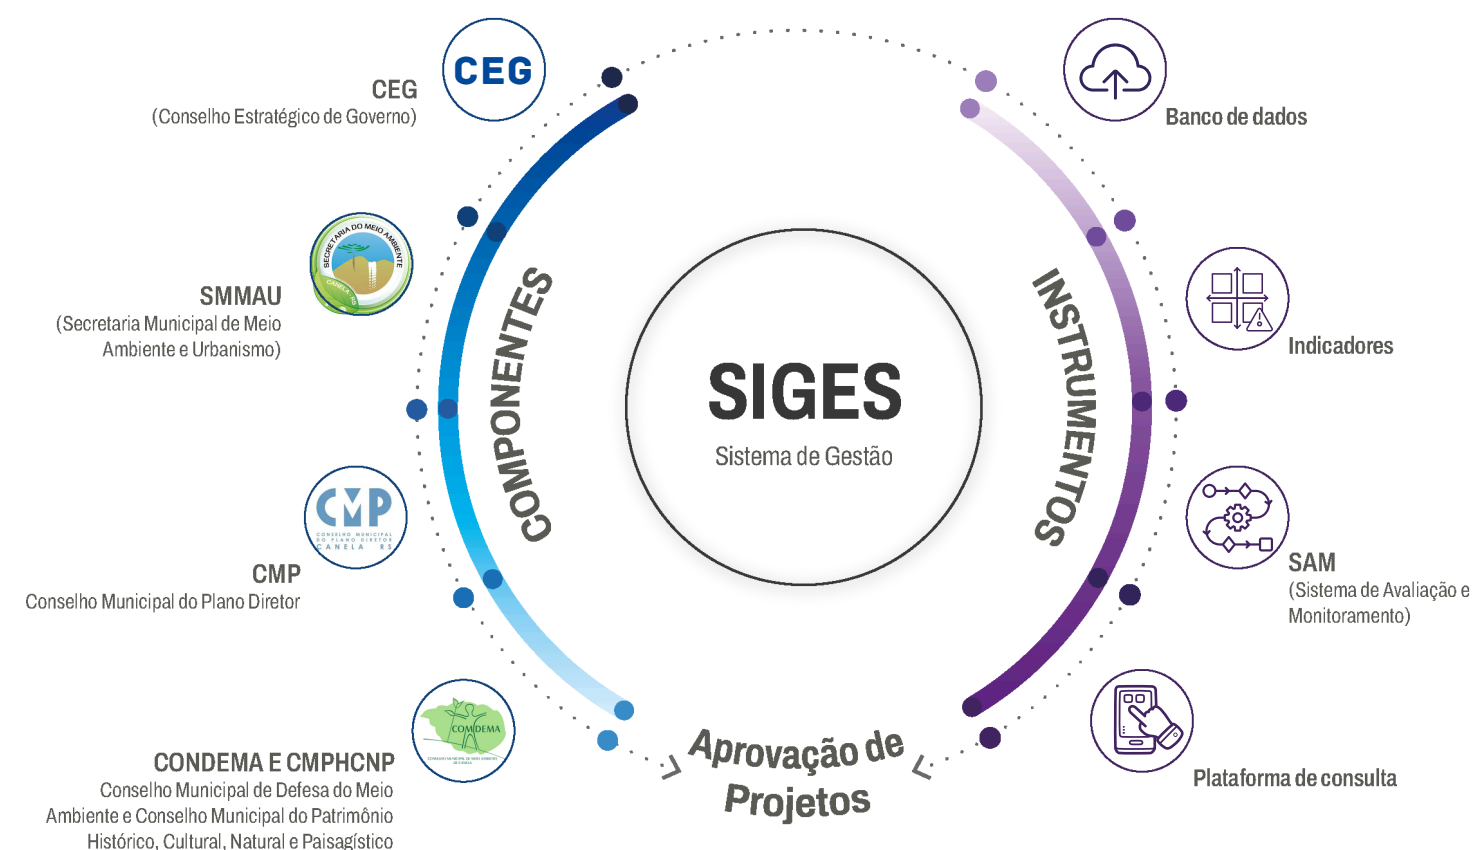 CEG
(Conselho Estratégico de Governo)
CEG
SECRETARIA DO MEIO AMBIENTE
CANELA RS
SMMAU
(Secretaria Municipal de Meio
Ambiente e Urbanismo)
CMP
CONSELHO MUNICIPAL
DO PLANO DIRETOR
CANELA RS
CMP
Conselho Municipal do Plano Diretor
COMDEMA
CONDEMA E CMPHCNP
Conselho Municipal de Defesa do Meio
Ambiente e Conselho Municipal do Patrimônio
Histórico, Cultural, Natural e Paisagístico
COMPONENTES
SIGES
Sistema de Gestão
INSTRUMENTOS
Aprovação de
Projetos
Banco de dados
Indicadores
SAM
(Sistema de Avaliação e
Monitoramento)
Plataforma de consulta